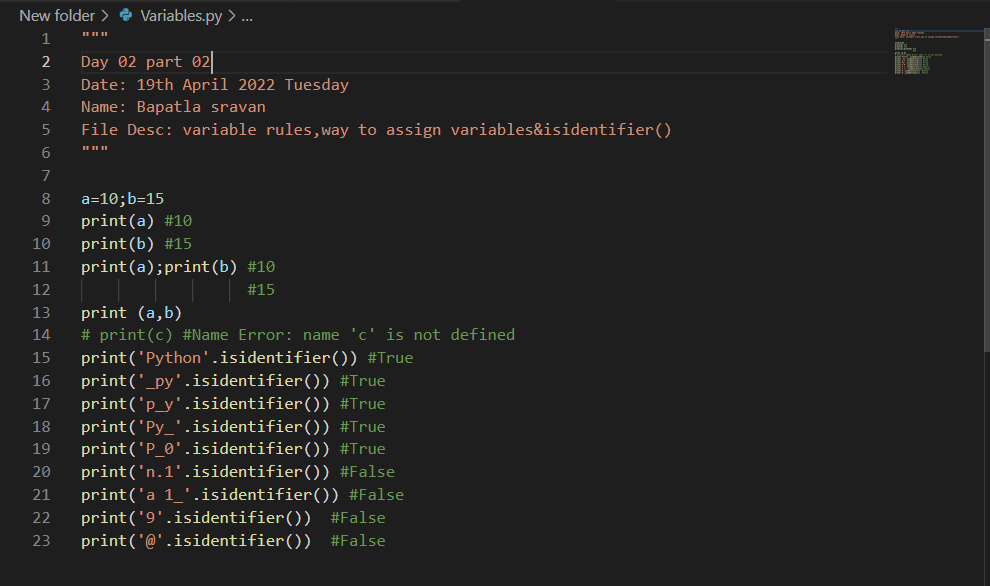 New folder > Variables.py > ...
1 """
2 Day 02 part 02
3 Date: 19th April 2022 Tuesday
4 Name: Bapatla sravan
5 File Desc: variable rules,way to assign variables&isidentifier()
6 """
7
8 a=10;b=15
9 print(a) #10
10 print(b) #15
11 print(a);print(b) #10
12 #15
13 print (a,b)
14 # print(c) #Name Error: name 'c' is not defined
15 print('Python'.isidentifier()) #True
16 print('_py'.isidentifier()) #True
17 print('p_y'.isidentifier()) #True
18 print('Py_'.isidentifier()) #True
19 print('P_0'.isidentifier()) #True
20 print('n.1'.isidentifier()) #False
21 print('a 1_'.isidentifier()) #False
22 print('9'.isidentifier())  #False
23 print('@'.isidentifier())  #False